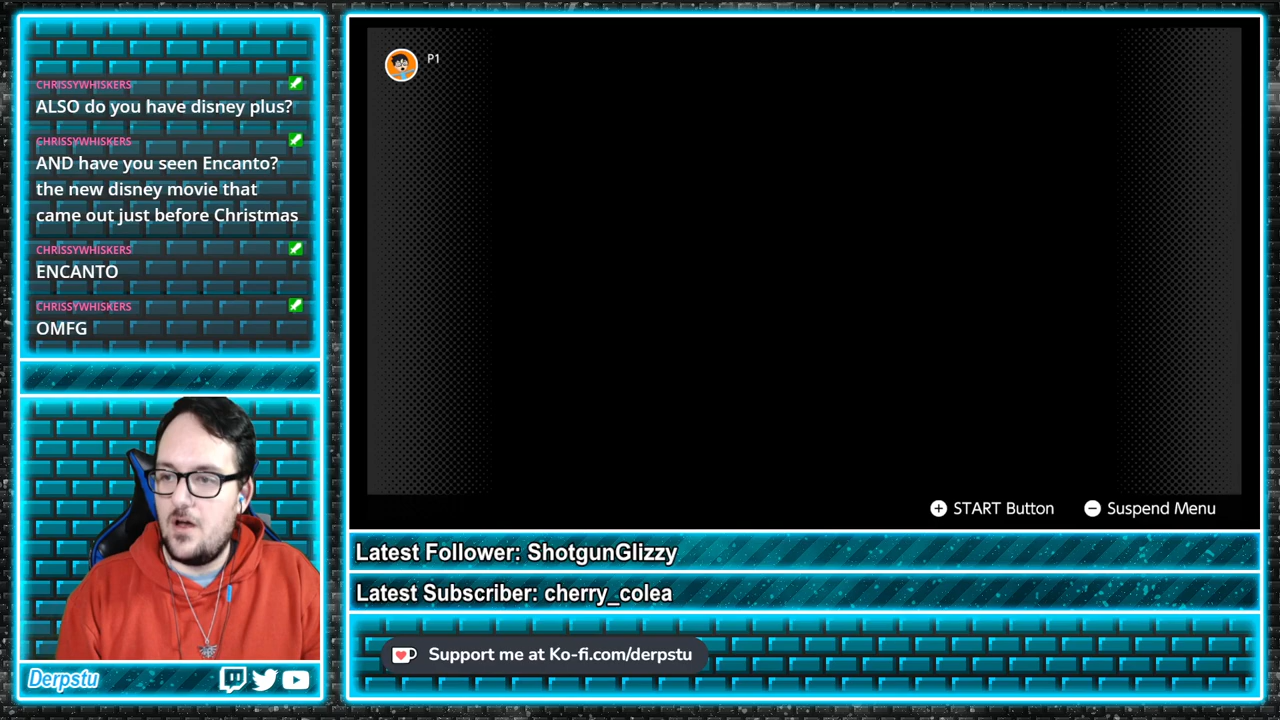 CHRISSYWHISKERS
ALSO do you have disney plus?
CHRISSYWHISKERS
AND have you seen Encanto?
the new disney movie that
came out just before Christmas
CHRISSYWHISKERS
ENCANTO
CHRISSYWHISKERS
OMFG
Derpstu
P1
START Button
Suspend Menu
Latest Follower: ShotgunGlizzy
Latest Subscriber: cherry_colea
Support me at Ko-fi.com/derpstu